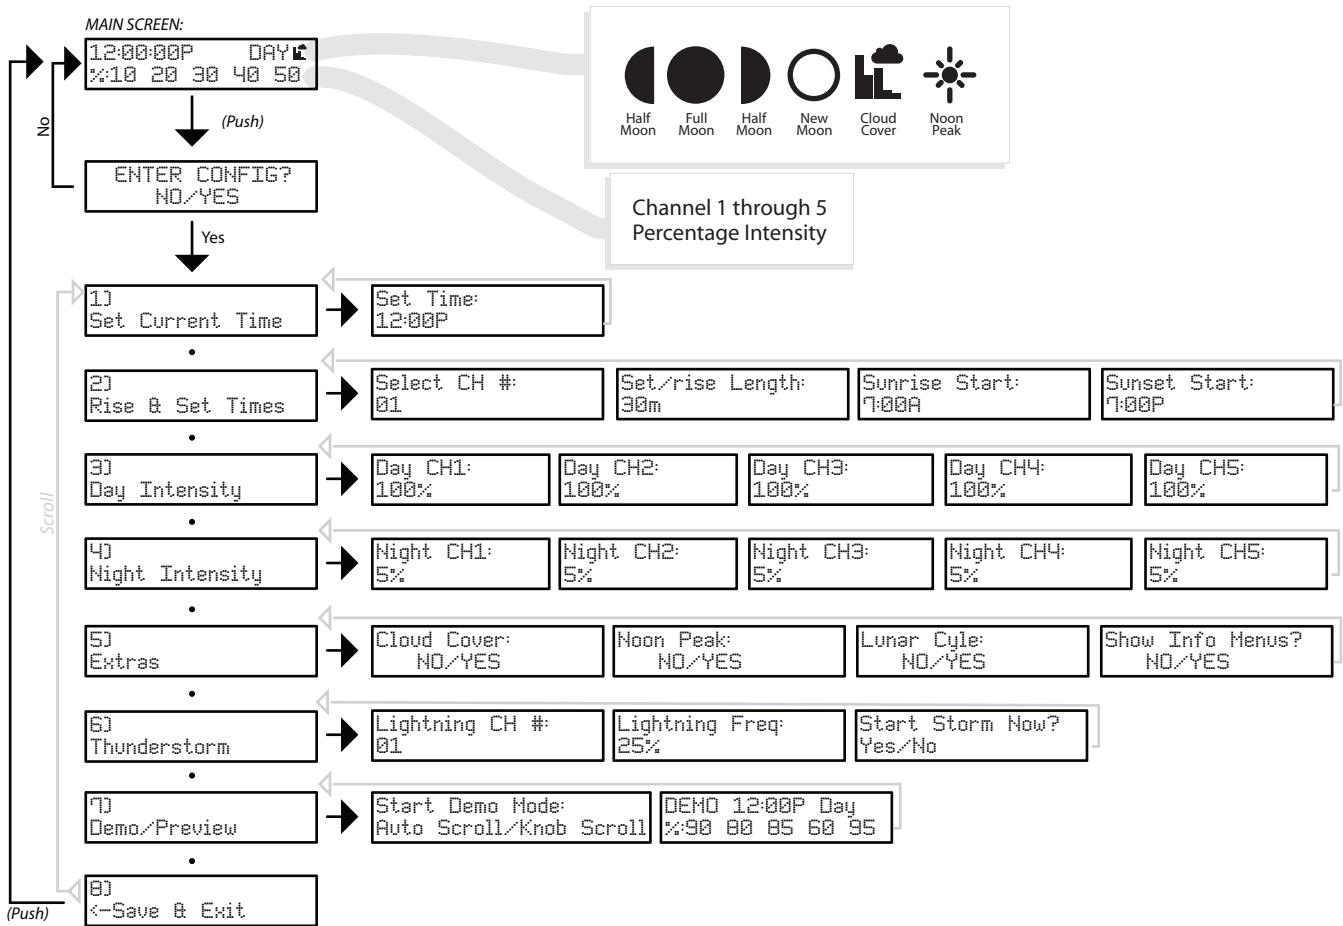 MAIN SCREEN:
12:00:00P DAY
%:10 20 30 40 50
Half Moon
Full Moon
Half Moon
New Moon
Cloud Cover
Noon Peak
No
(Push)
ENTER CONFIG?
NO/YES
Channel 1 through 5
Percentage Intensity
Yes
Scroll
1)
Set Current Time
Set Time:
12:00P
2)
Rise & Set Times
Select CH #:
01
Set/rise Length:
30m
Sunrise Start:
7:00A
Sunset Start:
7:00P
3)
Day Intensity
Day CH1:
100%
Day CH2:
100%
Day CH3:
100%
Day CH4:
100%
Day CH5:
100%
4)
Night Intensity
Night CH1:
5%
Night CH2:
5%
Night CH3:
5%
Night CH4:
5%
Night CH5:
5%
5)
Extras
Cloud Cover:
NO/YES
Noon Peak:
NO/YES
Lunar Cyle:
NO/YES
Show Info Menus?
NO/YES
6)
Thunderstorm
Lightning CH #:
01
Lightning Freq:
25%
Start Storm Now?
Yes/No
7)
Demo/Preview
Start Demo Mode:
Auto Scroll/Knob Scroll
DEMO 12:00P Day
%:90 80 85 60 95
8)
<-Save & Exit
(Push)